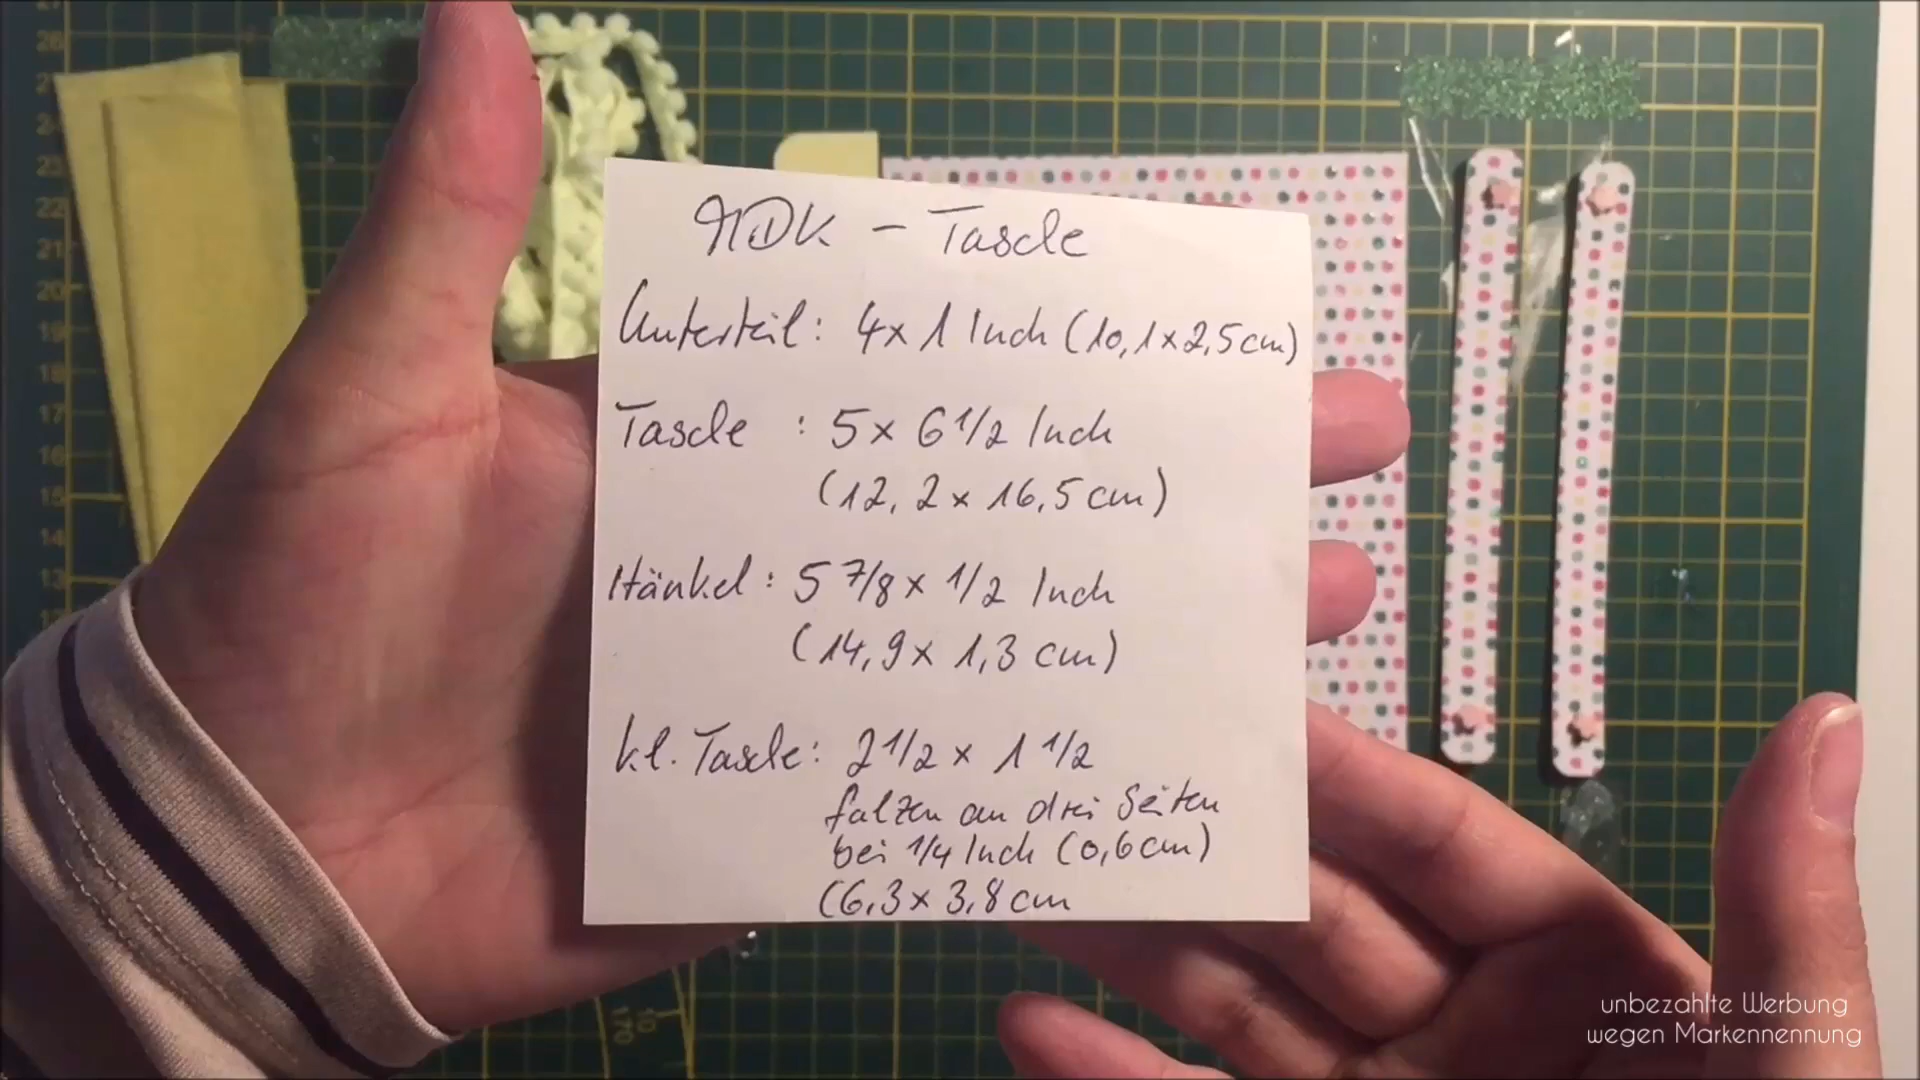 MDK - Tasche
Unterteil: 4 x 1 Inch (10,1 x 2,5 cm)
Tasche : 5 x 6 1/2 Inch
(12,2 x 16,5 cm)
Hänkel : 5 7/8 x 1/2 Inch
(14,9 x 1,3 cm)
kl. Tasche: 2 1/2 x 1 1/2
falzen an drei Seiten
bei 1/4 Inch (0,6 cm)
(6,3 x 3,8 cm
unbezahlte Werbung
wegen Markennennung